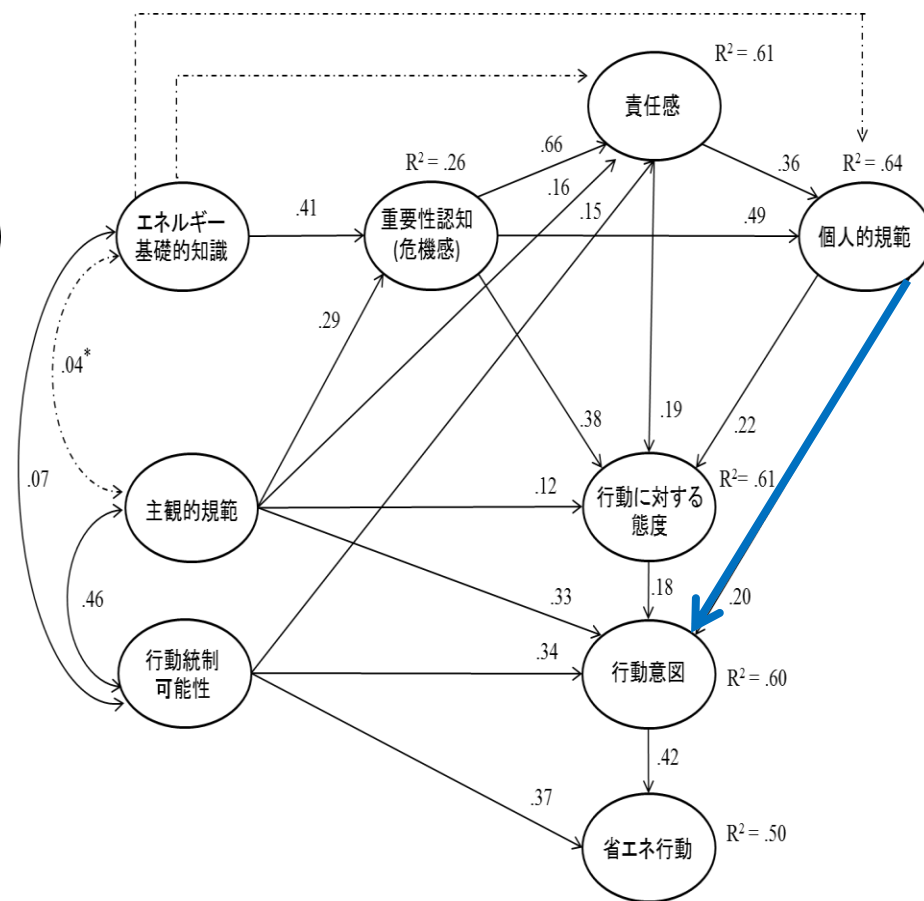 R² = .61
責任感
.66
.36
R² = .26
R² = .64
.16
.15
エネルギー
基礎的知識
.41
重要性認知
(危機感)
.49
個人的規範
.29
.04*
.38
.19
.22
.07
主観的規範
.12
行動に対する
態度
R²= .61
.46
.33
.18
.20
行動統制
可能性
.34
行動意図
R² = .60
.42
.37
省エネ行動
R² = .50